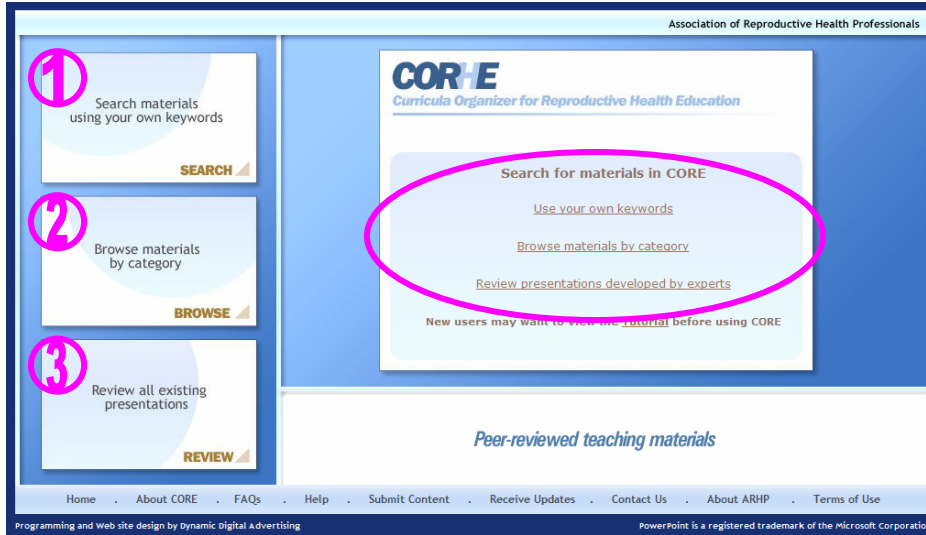 Association of Reproductive Health Professionals
1
Search materials
using your own keywords
SEARCH
2
Browse materials
by category
BROWSE
3
Review all existing
presentations
REVIEW
CORHE
Curricula Organizer for Reproductive Health Education
Search for materials in CORE
Use your own keywords
Browse materials by category
Review presentations developed by experts
New users may want to view the Tutorial before using CORE
Peer-reviewed teaching materials
Home . About CORE . FAQs . Help . Submit Content . Receive Updates . Contact Us . About ARHP . Terms of Use
Programming and Web site design by Dynamic Digital Advertising
PowerPoint is a registered trademark of the Microsoft Corporatio